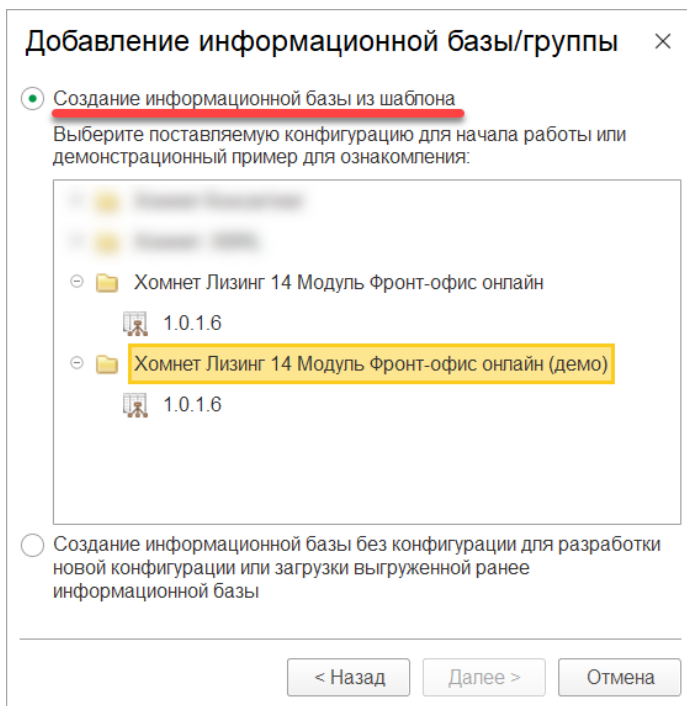 Добавление информационной базы/группы
Создание информационной базы из шаблона
Выберите поставляемую конфигурацию для начала работы или
демонстрационный пример для ознакомления:
Хомнет Лизинг 14 Модуль Фронт-офис онлайн
1.0.1.6
Хомнет Лизинг 14 Модуль Фронт-офис онлайн (демо)
1.0.1.6
Создание информационной базы без конфигурации для разработки
новой конфигурации или загрузки выгруженной ранее
информационной базы
< Назад
Далее >
Отмена